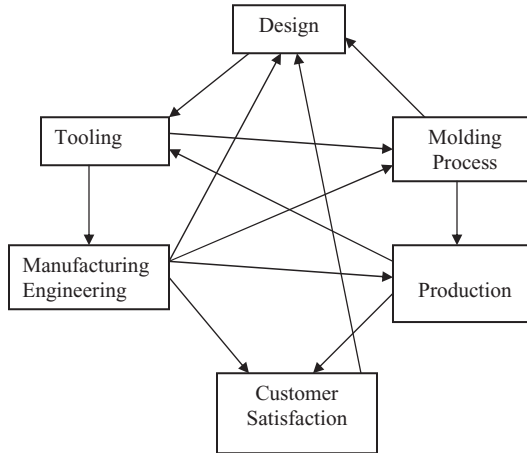 Design
Tooling
Molding
Process
Manufacturing
Engineering
Production
Customer
Satisfaction